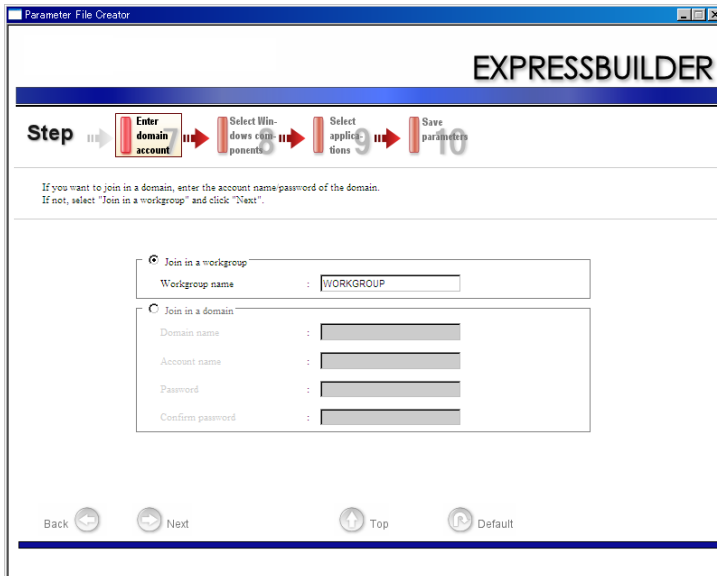 Parameter File Creator
EXPRESSBUILDER
Step
Enter domain account 7
Select Win-dows com-ponents 8
Select applica-tions 9
Save parameters 10
If you want to join in a domain, enter the account name/password of the domain.
If not, select "Join in a workgroup" and click "Next".
Join in a workgroup
Workgroup name : WORKGROUP
Join in a domain
Domain name :
Account name :
Password :
Confirm password :
Back Next Top Default